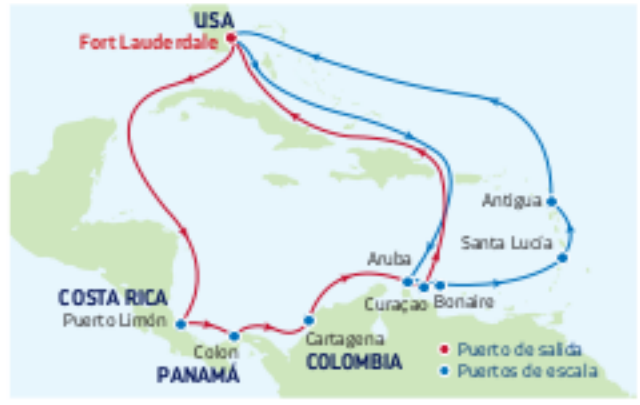 USA
Fort Lauderdale
Antigua
Santa Lucía
Aruba
Curaçao Bonaire
COSTA RICA
Puerto Limón
Colon
PANAMÁ
Cartagena
COLOMBIA
Puerto de salida
Puertos de escala